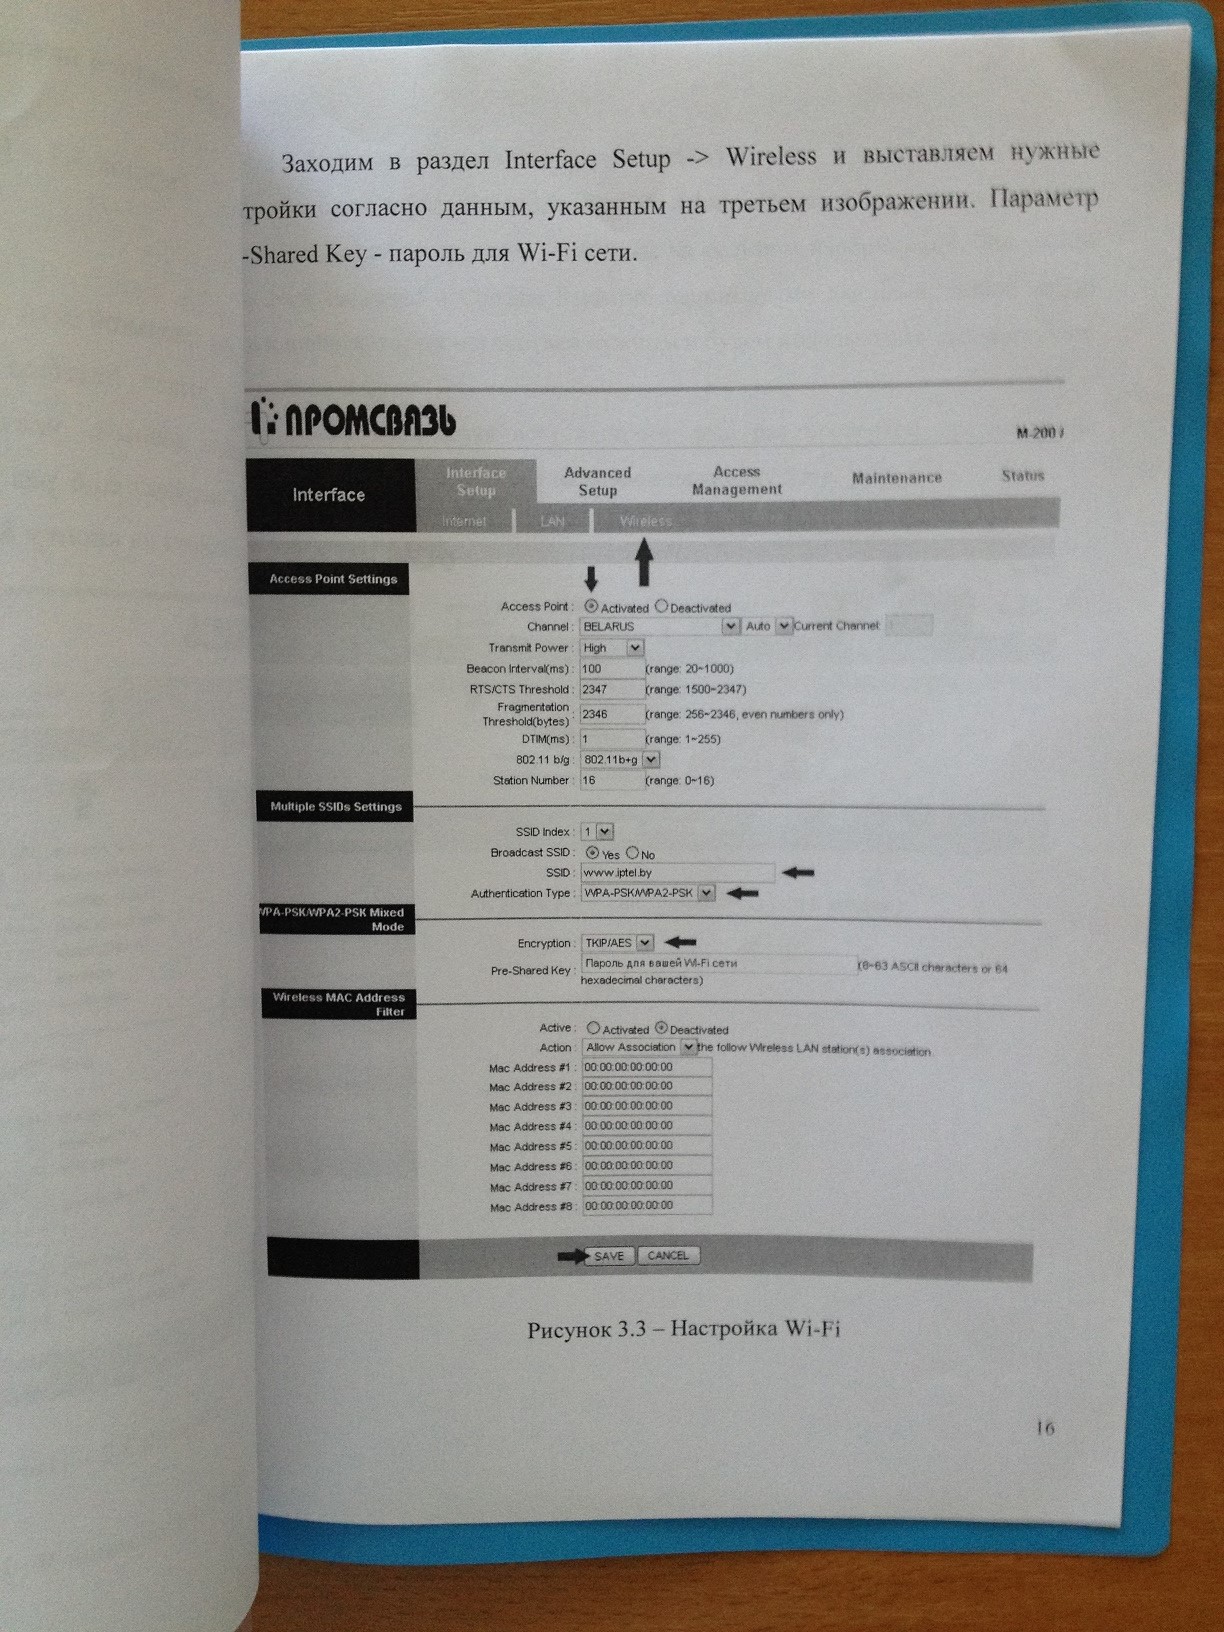 Заходим в раздел Interface Setup -> Wireless и выставляем нужные
тройки согласно данным, указанным на третьем изображении. Параметр
-Shared Key - пароль для Wi-Fi сети.
ПРОМСВЯЗЬ
M-200
Interface
Interface Setup
Advanced Setup
Access Management
Maintenance
Status
Internet
LAN
Wireless
Access Point Settings
Access Point : Activated Deactivated
Channel : BELARUS Auto Current Channel:
Transmit Power : High
Beacon Interval(ms) : 100 (range: 20~1000)
RTS/CTS Threshold : 2347 (range: 1500~2347)
Fragmentation
Threshold(bytes) : 2346 (range: 256~2346, even numbers only)
DTIM(ms) : 1 (range: 1~255)
802.11 b/g : 802.11b+g
Station Number : 16 (range: 0~16)
Multiple SSIDs Settings
SSID Index : 1
Broadcast SSID : Yes No
SSID : www.iptel.by
Authentication Type : WPA-PSK/WPA2-PSK
WPA-PSK/WPA2-PSK Mixed
Mode
Encryption : TKIP/AES
Pre-Shared Key : Пароль для вашей Wi-Fi сети (8~63 ASCII characters or 64
hexadecimal characters)
Wireless MAC Address
Filter
Active : Activated Deactivated
Action : Allow Association the follow Wireless LAN station(s) association.
Mac Address #1 : 00:00:00:00:00:00
Mac Address #2 : 00:00:00:00:00:00
Mac Address #3 : 00:00:00:00:00:00
Mac Address #4 : 00:00:00:00:00:00
Mac Address #5 : 00:00:00:00:00:00
Mac Address #6 : 00:00:00:00:00:00
Mac Address #7 : 00:00:00:00:00:00
Mac Address #8 : 00:00:00:00:00:00
SAVE CANCEL
Рисунок 3.3 – Настройка Wi-Fi
16